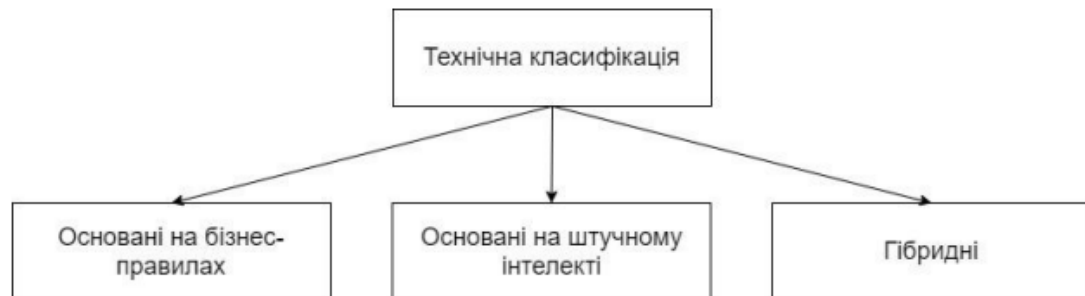 Технічна класифікація
Основані на бізнес-
правилах
Основані на штучному
інтелекті
Гібридні